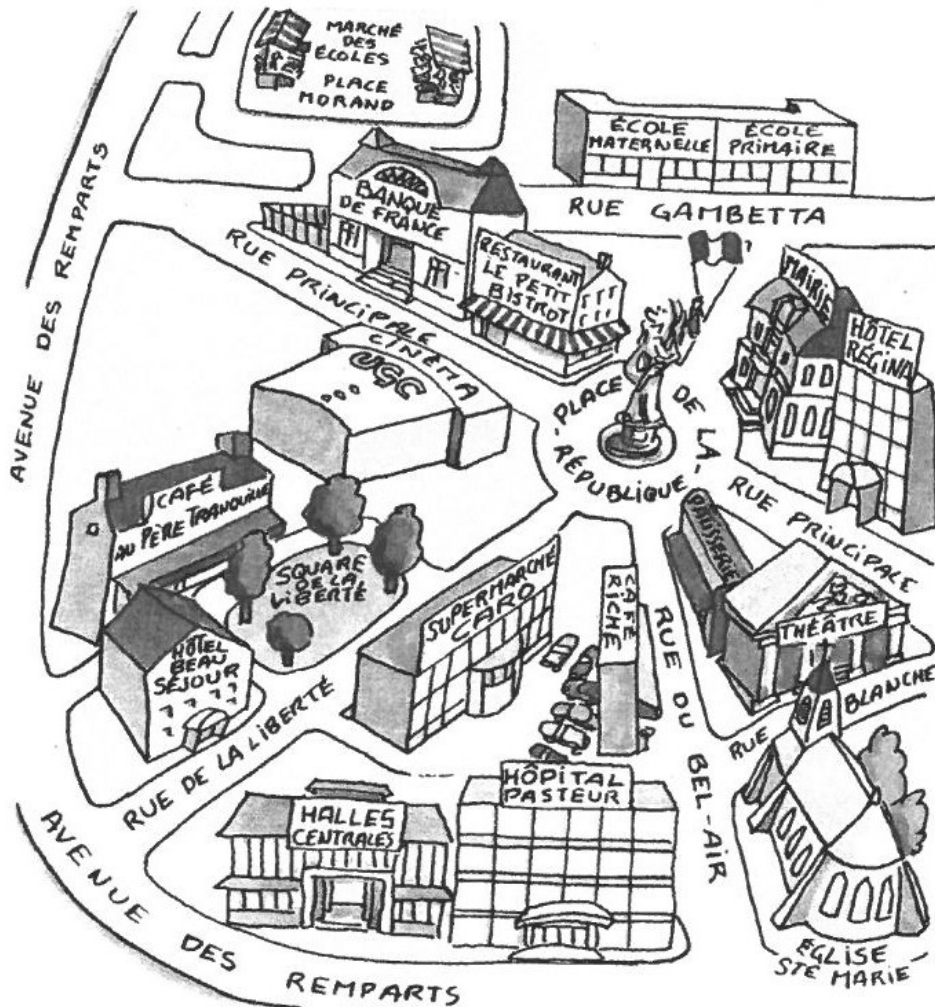 MARCHÉ
DES
ÉCOLES
PLACE
MORAND
ÉCOLE
MATERNELLE
ÉCOLE
PRIMAIRE
RUE GAMBETTA
BANQUE
DE FRANCE
RESTAURANT
LE PETIT
BISTROT
AVENUE DES REMPARTS
RUE PRINCIPALE
CINÉMA
UGC
MAIRIE
HÔTEL
RÉGINA
PLACE DE LA
RÉPUBLIQUE
RUE PRINCIPALE
CAFÉ
AU PÈRE TRANQUILLE
SQUARE
DE LA
LIBERTÉ
HÔTEL
BEAU
SÉJOUR
SUPERMARCHÉ
CARO
CAFÉ
RICHE
THÉÂTRE
RUE BLANCHE
RUE DE LA LIBERTÉ
RUE DU BEL-AIR
HALLES
CENTRALES
HÔPITAL
PASTEUR
AVENUE DES REMPARTS
ÉGLISE
STE MARIE